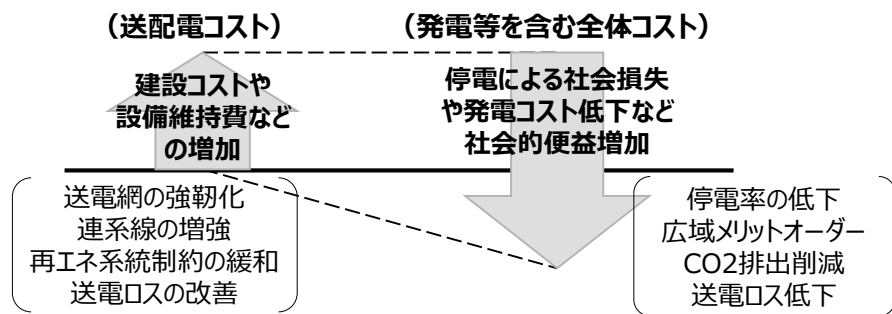 （送配電コスト）
（発電等を含む全体コスト）
建設コストや
設備維持費など
の増加
停電による社会損失
や発電コスト低下など
社会的便益増加
送電網の強靭化
連系線の増強
再エネ系統制約の緩和
送電ロスの改善
停電率の低下
広域メリットオーダー
CO2排出削減
送電ロス低下